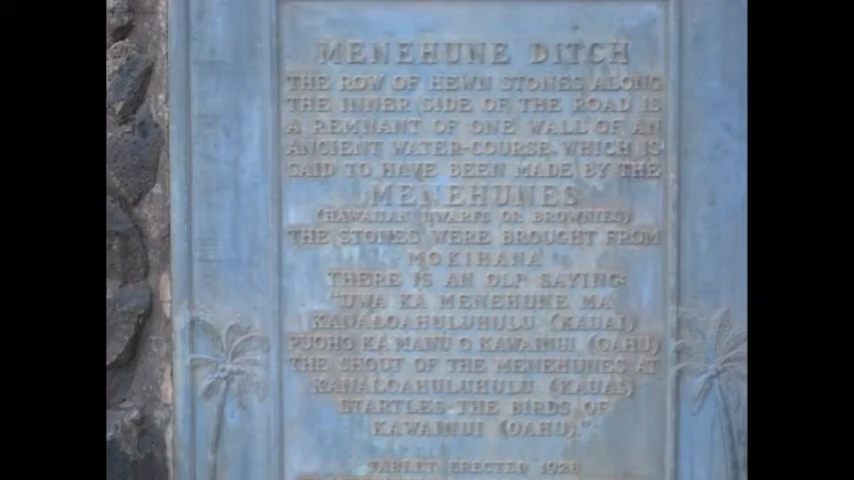 MENEHUNE DITCH
THE ROW OF HEWN STONES ALONG
THE INNER SIDE OF THE ROAD IS
A REMNANT OF ONE WALL OF AN
ANCIENT WATER-COURSE WHICH IS
SAID TO HAVE BEEN MADE BY THE
MENEHUNES
(HAWAIIAN DWARFS OR BROWNIES)
THE STONES WERE BROUGHT FROM
MOKIHANA
THERE IS AN OLD SAYING:
"UWA KA MENEHUNE MA
KANALOAHULUHULU (KAUAI)
PUOHO KA MANU O KAWAINUI (OAHU)
THE SHOUT OF THE MENEHUNES AT
KANALOAHULUHULU (KAUAI)
STARTLES THE BIRDS OF
KAWAINUI (OAHU)."
TABLET ERECTED 1928